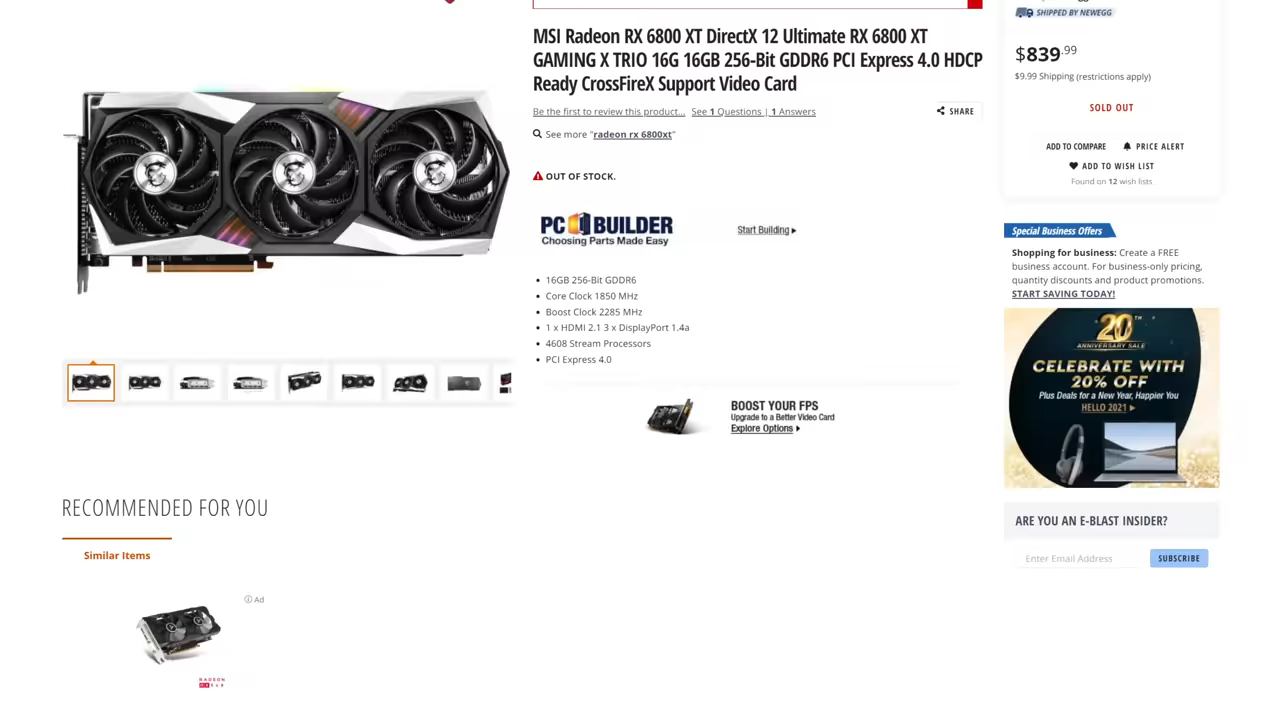 SHIPPED BY NEWEGG
MSI Radeon RX 6800 XT DirectX 12 Ultimate RX 6800 XT
GAMING X TRIO 16G 16GB 256-Bit GDDR6 PCI Express 4.0 HDCP
Ready CrossFireX Support Video Card
Be the first to review this product... See 1 Questions | 1 Answers
SHARE
See more "radeon rx 6800xt"
OUT OF STOCK.
PC BUILDER
Choosing Parts Made Easy
Start Building
16GB 256-Bit GDDR6
Core Clock 1850 MHz
Boost Clock 2285 MHz
1 x HDMI 2.1 3 x DisplayPort 1.4a
4608 Stream Processors
PCI Express 4.0
BOOST YOUR FPS
Upgrade to a Better Video Card
Explore Options
$839.99
$9.99 Shipping (restrictions apply)
SOLD OUT
ADD TO COMPARE PRICE ALERT
ADD TO WISH LIST
Found on 12 wish lists
Special Business Offers
Shopping for business: Create a FREE
business account. For business-only pricing,
quantity discounts and product promotions.
START SAVING TODAY!
20TH
ANNIVERSARY SALE
CELEBRATE WITH
20% OFF
Plus Deals for a New Year, Happier You
HELLO 2021
ARE YOU AN E-BLAST INSIDER?
Enter Email Address
SUBSCRIBE
RECOMMENDED FOR YOU
Similar Items
Ad
RADEON